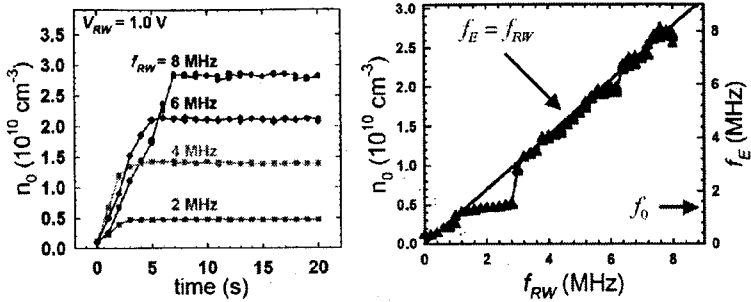 V_RW = 1.0 V
f_RW = 8 MHz
6 MHz
4 MHz
2 MHz
n_0 (10^10 cm^-3)
3.5
3.0
2.5
2.0
1.5
1.0
0.5
0.0
0
5
10
15
20
time (s)
f_E = f_RW
f_0
n_0 (10^10 cm^-3)
3.0
2.5
2.0
1.5
1.0
0.5
0.0
8
6
4
2
0
f_E (MHz)
0
2
4
6
8
f_RW (MHz)